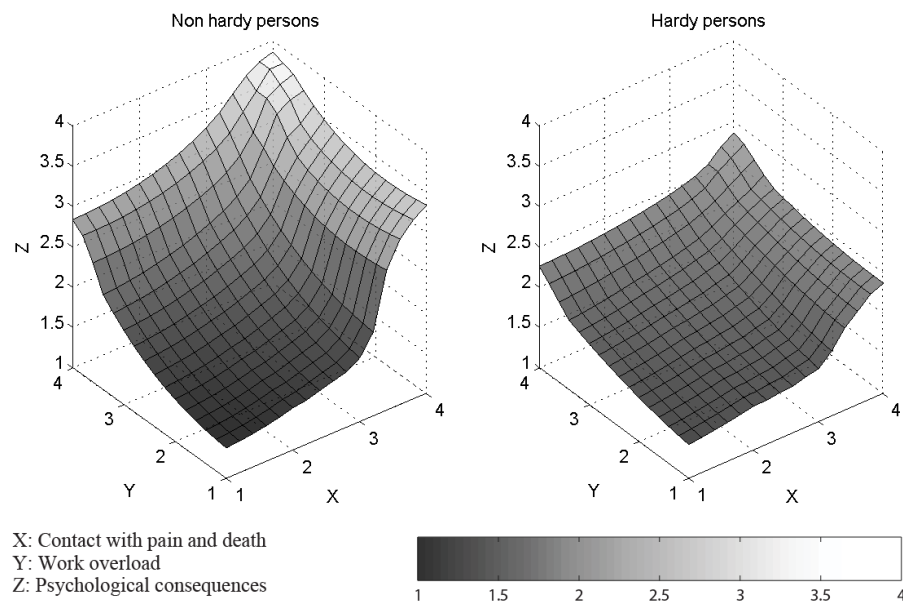 Non hardy persons
Hardy persons
4
3.5
3
2.5
2
1.5
1
Z
4
3
2
1
Y
1
2
3
4
X
4
3.5
3
2.5
2
1.5
1
Z
4
3
2
1
Y
1
2
3
4
X
X: Contact with pain and death
Y: Work overload
Z: Psychological consequences
1 1.5 2 2.5 3 3.5 4